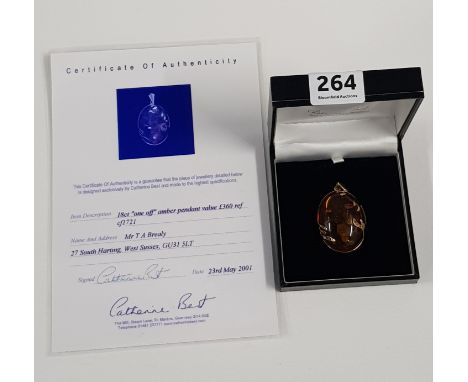 Certificate Of Authenticity
This Certificate Of Authenticity is a guarantee that the piece of jewellery detailed below
is designed exclusively by Catherine Best and made to the highest specifications.
Item Description 18ct "one off" amber pendant value £360 ref
cf1721
Name And Address Mr T A Brealy
27 South Harting, West Sussex, GU31 5LT
Signed Catherine Best Date 23rd May 2001
Catherine Best
264
Bloomfield Auctions